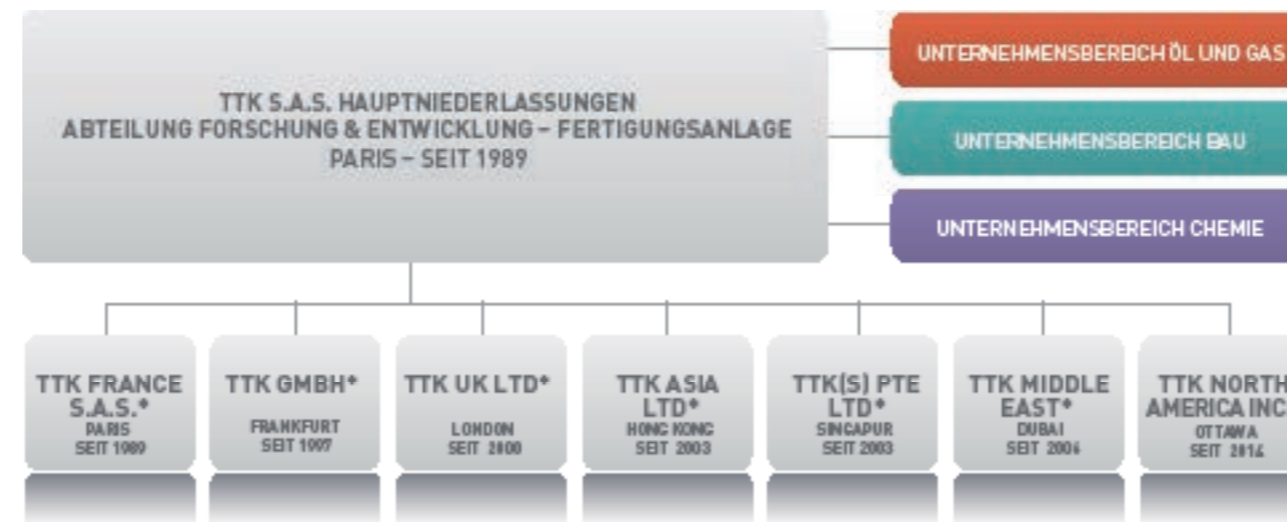 TTK S.A.S. HAUPTNIEDERLASSUNGEN
ABTEILUNG FORSCHUNG & ENTWICKLUNG – FERTIGUNGSANLAGE
PARIS – SEIT 1989
UNTERNEHMENSBEREICH ÖL UND GAS
UNTERNEHMENSBEREICH BAU
UNTERNEHMENSBEREICH CHEMIE
TTK FRANCE
S.A.S.*
PARIS
SEIT 1989
TTK GMBH*
FRANKFURT
SEIT 1997
TTK UK LTD*
LONDON
SEIT 2000
TTK ASIA
LTD*
HONG KONG
SEIT 2003
TTK(S) PTE
LTD*
SINGAPUR
SEIT 2003
TTK MIDDLE
EAST*
DUBAI
SEIT
TTK NORTH
AMERICA INC
OTTAWA
SEIT